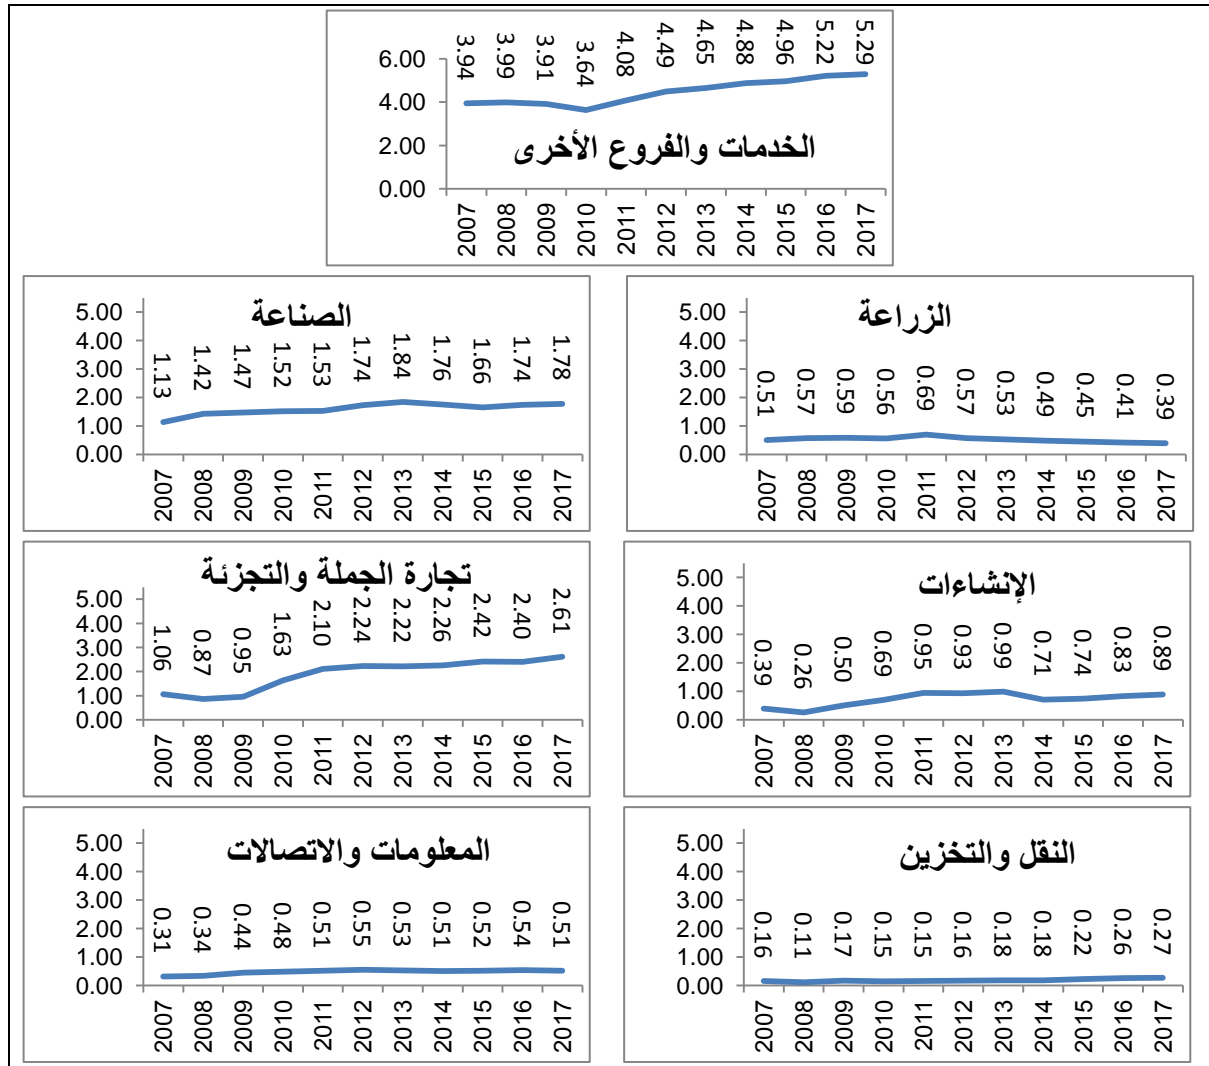 3.94 3.99 3.91 3.64 4.08 4.49 4.65 4.88 4.96 5.22 5.29
6.00
4.00
2.00
0.00
الخدمات والفروع الأخرى
2007 2008 2009 2010 2011 2012 2013 2014 2015 2016 2017
الزراعة
5.00
4.00
3.00
2.00
1.00
0.00
0.51 0.57 0.59 0.56 0.69 0.57 0.53 0.49 0.45 0.41 0.39
2007 2008 2009 2010 2011 2012 2013 2014 2015 2016 2017
الصناعة
5.00
4.00
3.00
2.00
1.00
0.00
1.13 1.42 1.47 1.52 1.53 1.74 1.84 1.76 1.66 1.74 1.78
2007 2008 2009 2010 2011 2012 2013 2014 2015 2016 2017
الإنشاءات
5.00
4.00
3.00
2.00
1.00
0.00
0.39 0.26 0.50 0.69 0.95 0.93 0.99 0.71 0.74 0.83 0.89
2007 2008 2009 2010 2011 2012 2013 2014 2015 2016 2017
تجارة الجملة والتجزئة
5.00
4.00
3.00
2.00
1.00
0.00
1.06 0.87 0.95 1.63 2.10 2.24 2.22 2.26 2.42 2.40 2.61
2007 2008 2009 2010 2011 2012 2013 2014 2015 2016 2017
النقل والتخزين
5.00
4.00
3.00
2.00
1.00
0.00
0.16 0.11 0.17 0.15 0.15 0.16 0.18 0.18 0.22 0.26 0.27
2007 2008 2009 2010 2011 2012 2013 2014 2015 2016 2017
المعلومات والاتصالات
5.00
4.00
3.00
2.00
1.00
0.00
0.31 0.34 0.44 0.48 0.51 0.55 0.53 0.51 0.52 0.54 0.51
2007 2008 2009 2010 2011 2012 2013 2014 2015 2016 2017